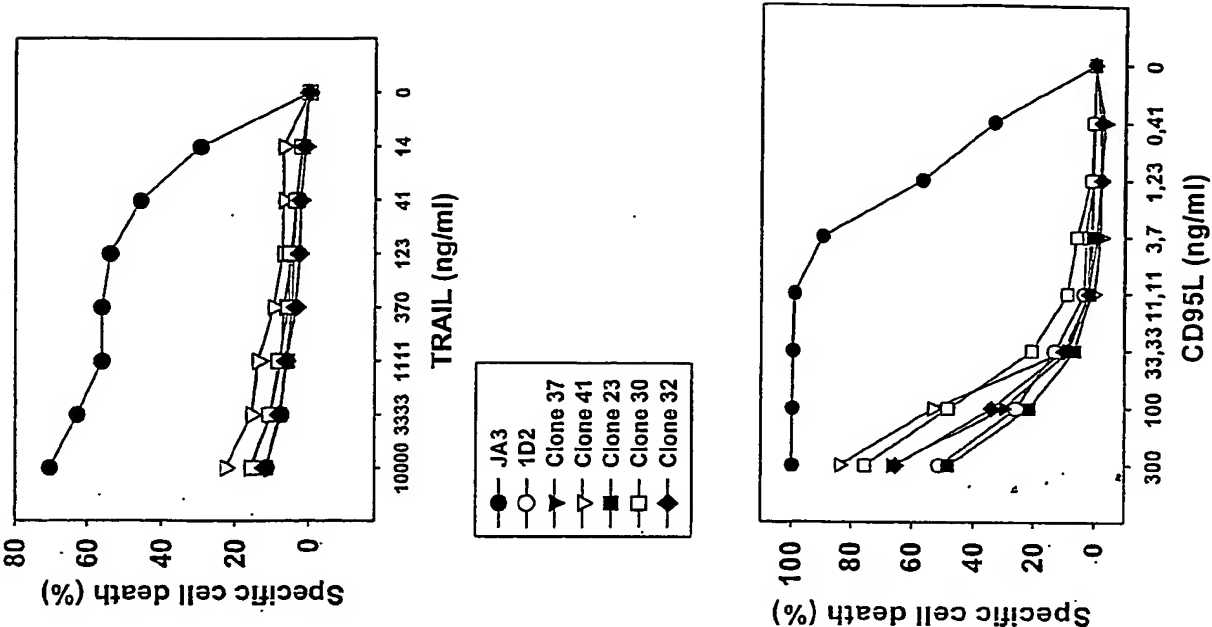 80
60
40
20
0
Specific cell death (%)
10000 3333 1111 370 123 41 14 0
TRAIL (ng/ml)
JA3
1D2
Clone 37
Clone 41
Clone 23
Clone 30
Clone 32
100
80
60
40
20
0
Specific cell death (%)
300 100 33,33 11,11 3,7 1,23 0,41 0
CD95L (ng/ml)